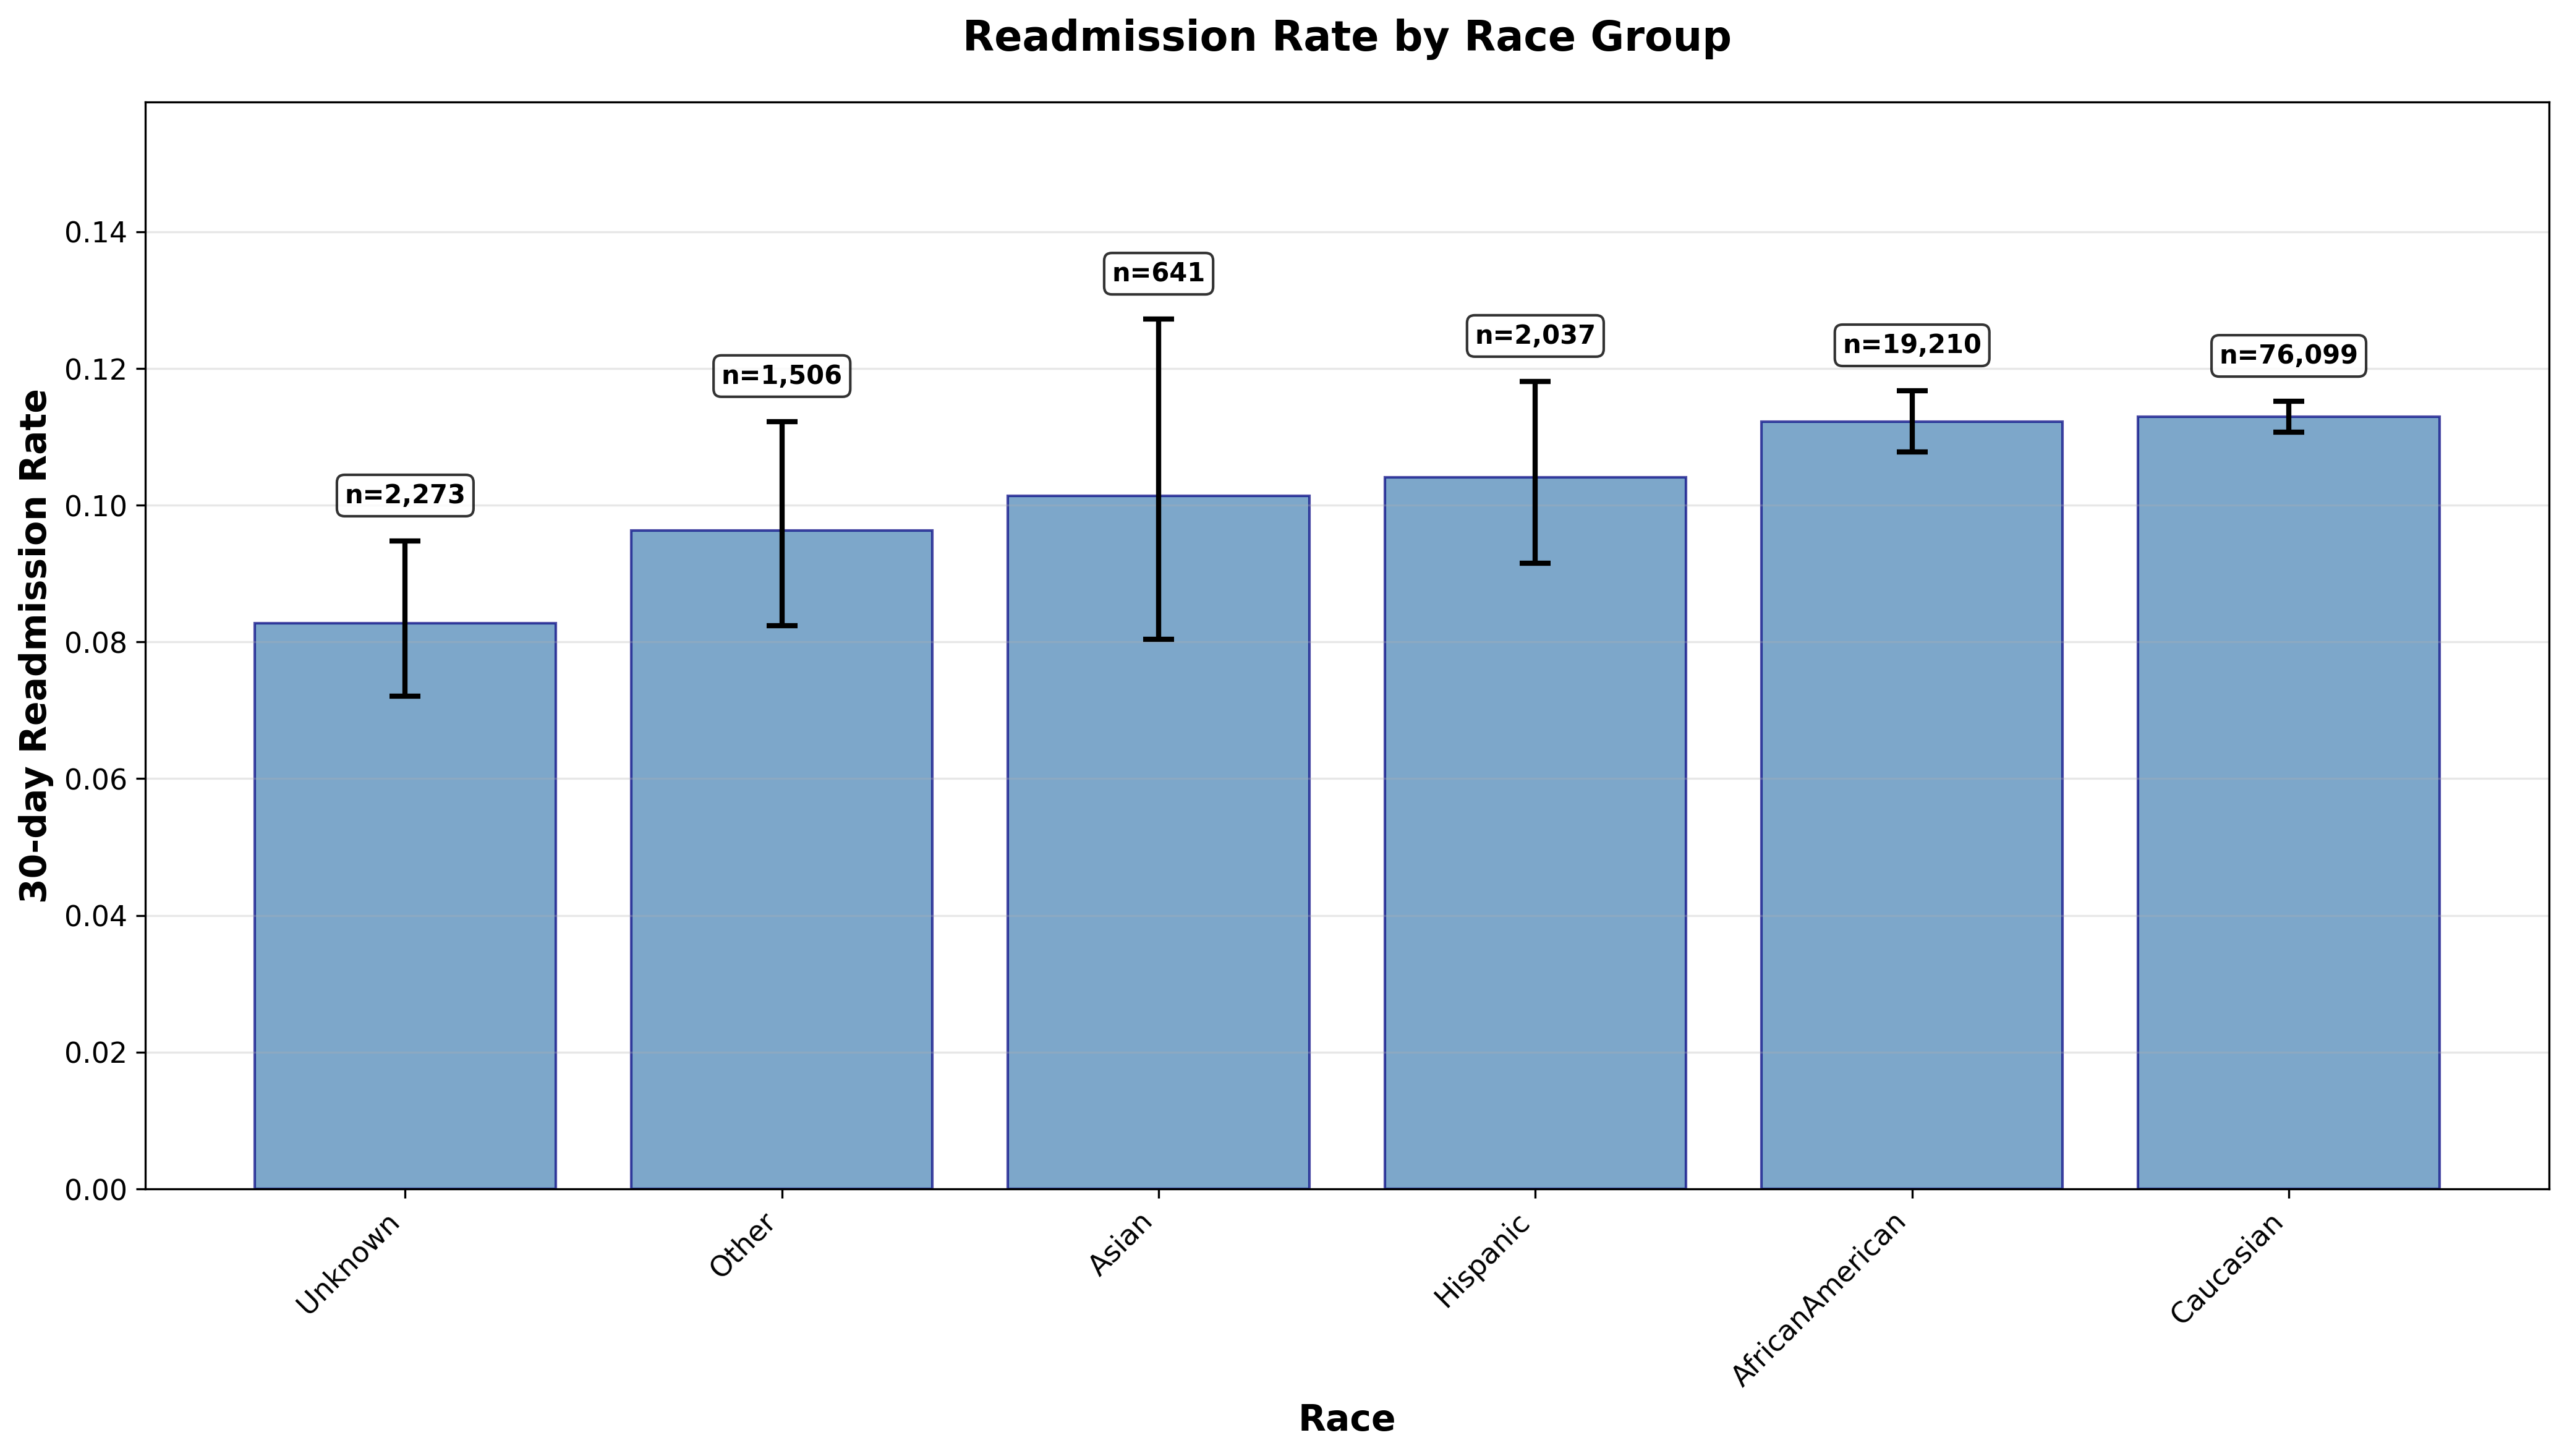 Readmission Rate by Race Group
30-day Readmission Rate
0.14
0.12
0.10
0.08
0.06
0.04
0.02
0.00
n=2,273
n=1,506
n=641
n=2,037
n=19,210
n=76,099
Unknown
Other
Asian
Hispanic
AfricanAmerican
Caucasian
Race